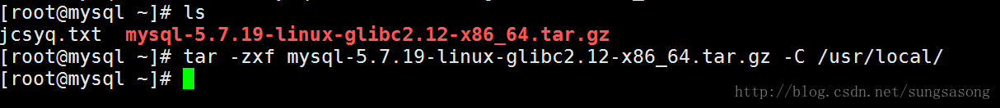 [root@mysql ~]# ls
jcsyq.txt  mysql-5.7.19-linux-glibc2.12-x86_64.tar.gz
[root@mysql ~]# tar -zxf mysql-5.7.19-linux-glibc2.12-x86_64.tar.gz -C /usr/local/
[root@mysql ~]#
http://blog.csdn.net/sungsasong